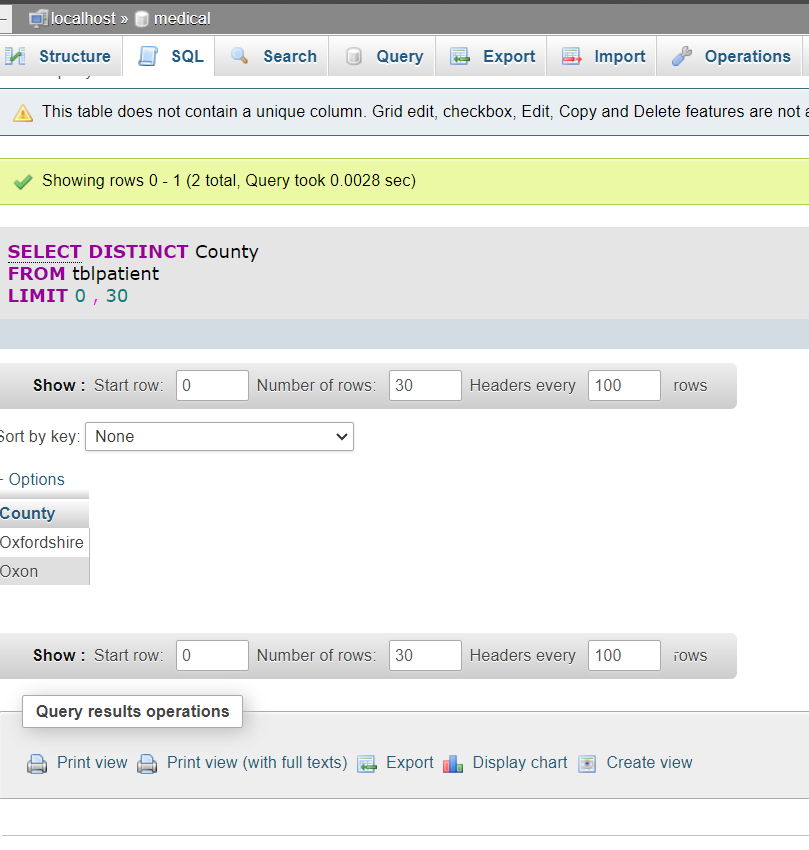 localhost » medical
Structure SQL Search Query Export Import Operations
This table does not contain a unique column. Grid edit, checkbox, Edit, Copy and Delete features are not
Showing rows 0 - 1 (2 total, Query took 0.0028 sec)
SELECT DISTINCT County
FROM tblpatient
LIMIT 0 , 30
Show : Start row: 0 Number of rows: 30 Headers every 100 rows
Sort by key: None
Options
County
Oxfordshire
Oxon
Show : Start row: 0 Number of rows: 30 Headers every 100 rows
Query results operations
Print view Print view (with full texts) Export Display chart Create view